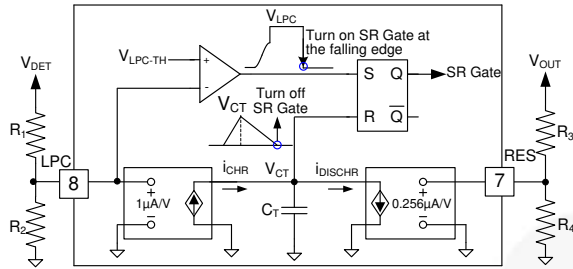 V_LPC
Turn on SR Gate at
the falling edge
V_LPC-TH
+
-
S Q
R Q̅
SR Gate
V_DET
V_OUT
Turn off
SR Gate
V_CT
R₁
R₃
LPC
RES
8
7
i_CHR
V_CT
i_DISCHR
1µA/V
+
-
C_T
0.256µA/V
+
-
R₂
R₄